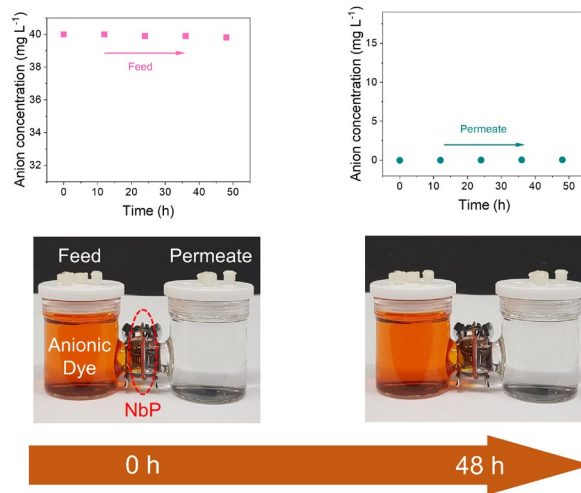 Anion concentration (mg L⁻¹)
40
38
36
34
32
Feed
0
10
20
30
40
50
Time (h)
Anion concentration (mg L⁻¹)
15
10
5
0
Permeate
0
10
20
30
40
50
Time (h)
Feed
Permeate
Anionic
Dye
NbP
0 h
48 h